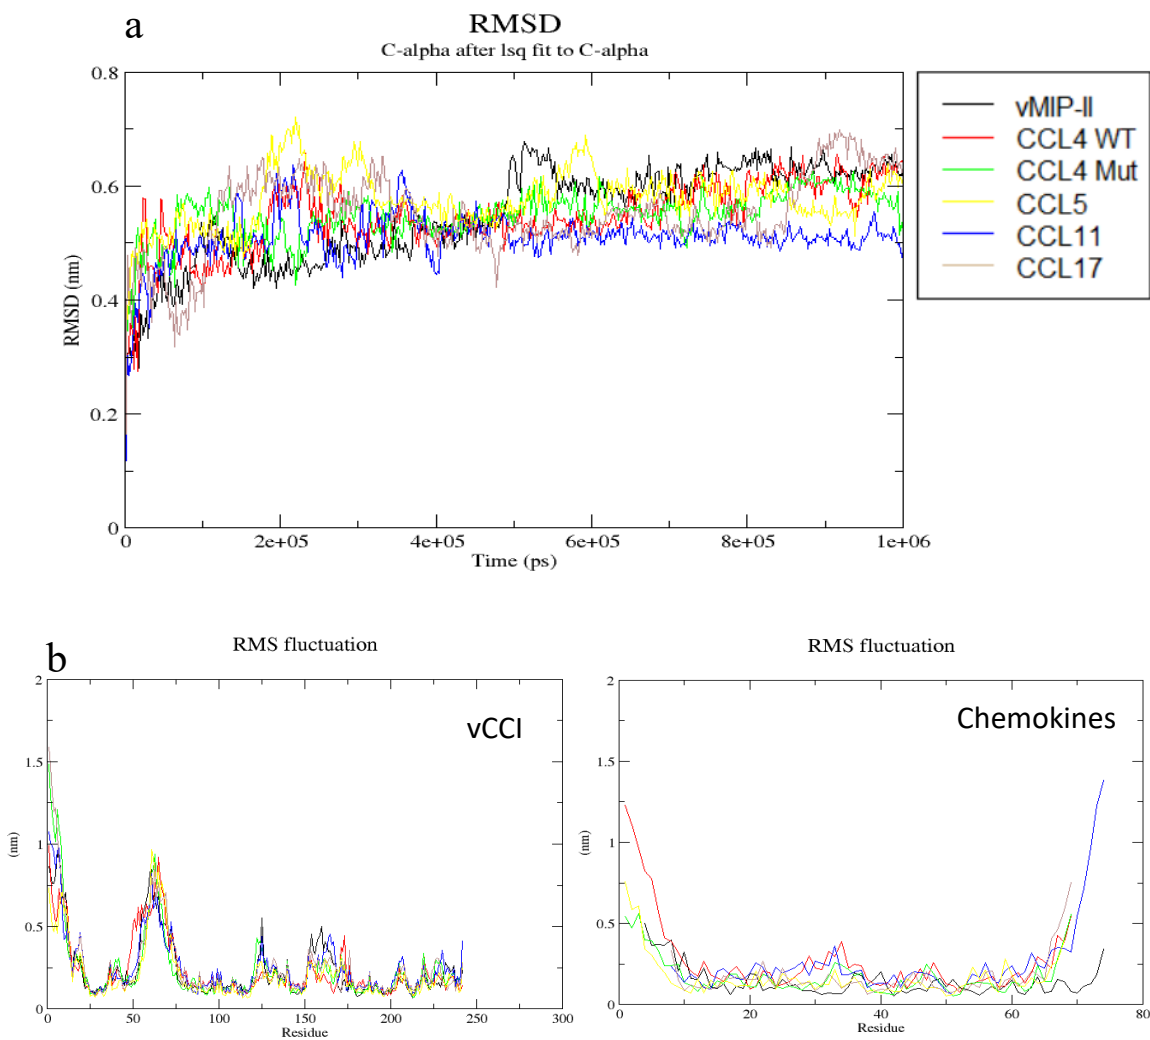 a
RMSD
C-alpha after lsq fit to C-alpha
0.8
0.6
0.4
0.2
0
RMSD (nm)
0
2e+05
4e+05
6e+05
8e+05
1e+06
Time (ps)
vMIP-II
CCL4 WT
CCL4 Mut
CCL5
CCL11
CCL17
b
RMS fluctuation
vCCI
2
1.5
1
0.5
0
(nm)
0
50
100
150
200
250
300
Residue
RMS fluctuation
Chemokines
2
1.5
1
0.5
0
(nm)
0
20
40
60
80
Residue